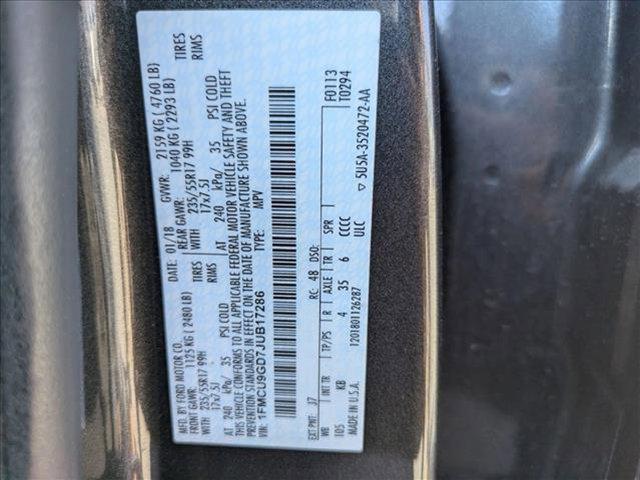 MFD. BY FORD MOTOR CO.
DATE: 01/18 GVWR: 2159 KG ( 4760 LB)
FRONT GAWR: 1125 KG ( 2480 LB) REAR GAWR: 1040 KG ( 2293 LB)
WITH 235/55R17 99H TIRES WITH 235/55R17 99H TIRES
17x7.5J RIMS 17x7.5J RIMS
AT 240 kPa/ 35 PSI COLD AT 240 kPa/ 35 PSI COLD
THIS VEHICLE CONFORMS TO ALL APPLICABLE FEDERAL MOTOR VEHICLE SAFETY AND THEFT
PREVENTION STANDARDS IN EFFECT ON THE DATE OF MANUFACTURE SHOWN ABOVE.
VIN: 1FMCU9GD7JUB17286 TYPE: MPV
F0113
T0294
EXT PNT: J7 RC: 48 DSO:
WB INT TR TP/PS R AXLE TR SPR
105 KB 4 35 6 CCCC
ULC
MADE IN U.S.A. 1201801126287
▽ 5U5A-3520472-AA